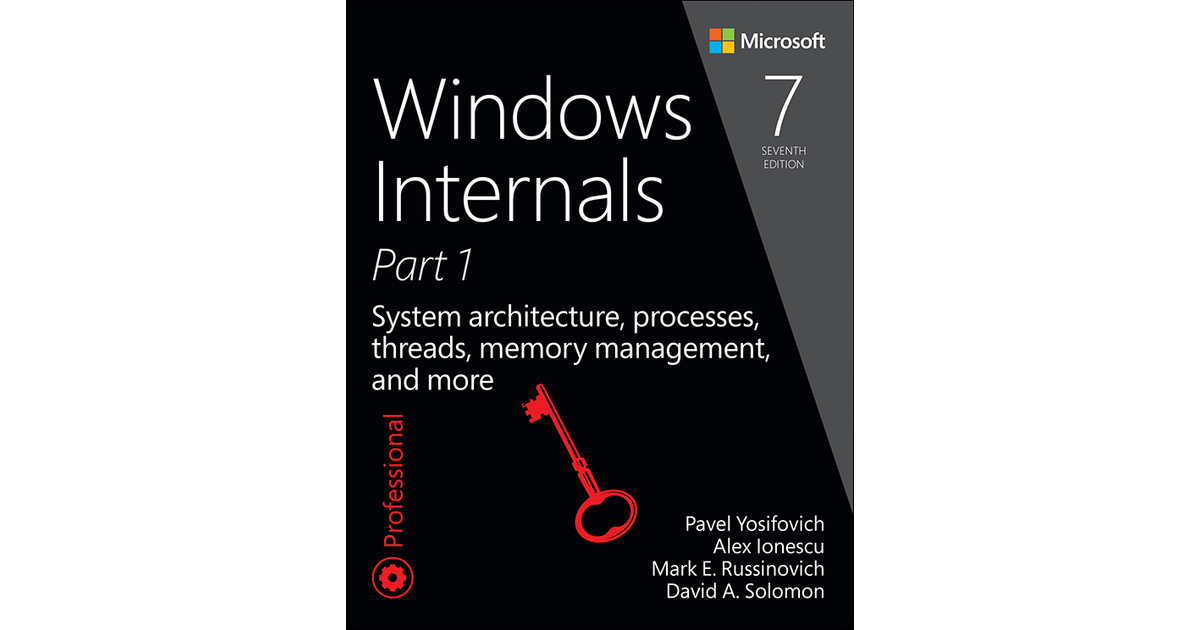 Microsoft
7
SEVENTH
EDITION
Windows
Internals
Part 1
System architecture, processes,
threads, memory management,
and more
Professional
Pavel Yosifovich
Alex Ionescu
Mark E. Russinovich
David A. Solomon